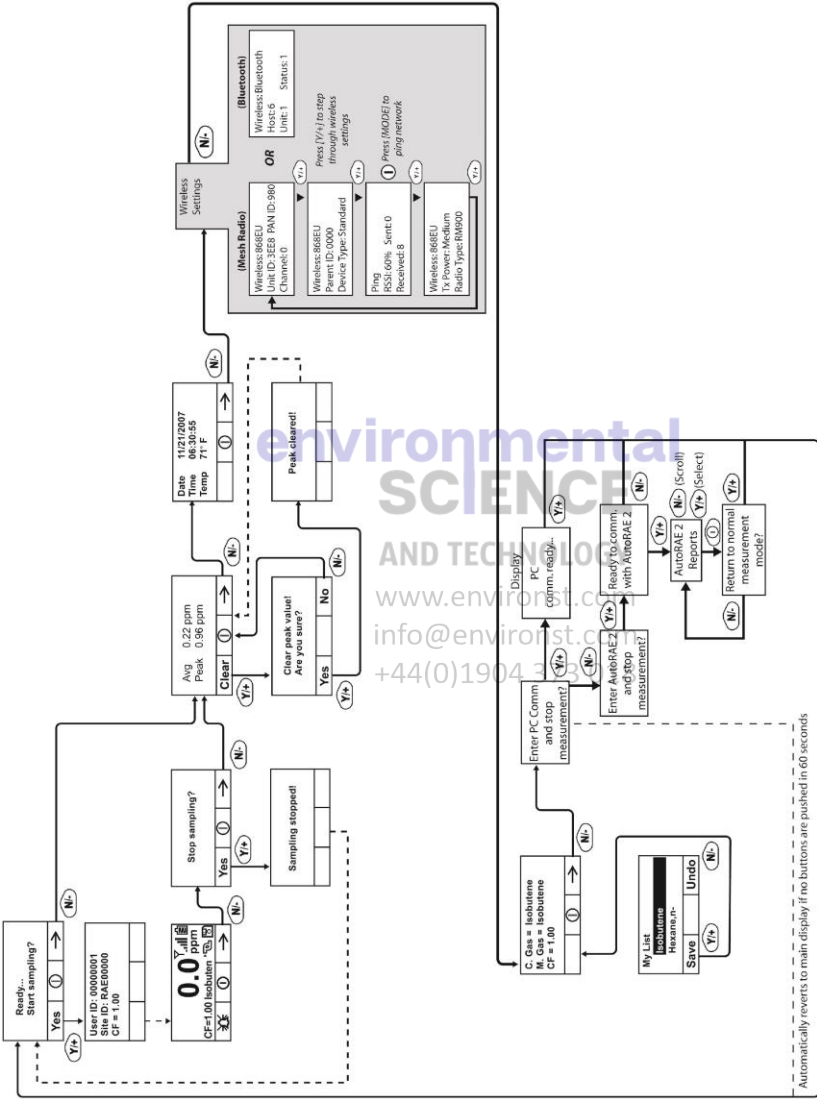 Ready...
Start sampling?
Yes
Y/+
N/-
User ID: 00000001
Site ID: RAE00000
CF = 1.00
0.0 ppm
CF=1.00 Isobuten
N/-
Stop sampling?
Yes
Y/+
N/-
Sampling stopped!
Avg 0.22 ppm
Peak 0.96 ppm
Clear
Y/+
N/-
Clear peak value!
Are you sure?
Yes No
Y/+
N/-
Peak cleared!
Date 11/21/2007
Time 06:30:55
Temp 71° F
N/-
Wireless
Settings
N/-
(Mesh Radio)
Wireless:868EU
Unit ID:3EE8 PAN ID:980
Channel:0
Y/+
OR
(Bluetooth)
Wireless:Bluetooth
Host:6
Unit:1 Status:1
Press [Y/+] to step
through wireless
settings
Wireless:868EU
Parent ID:0000
Device Type:Standard
Y/+
Press [MODE] to
ping network
Ping
RSSI:60% Sent:0
Received:8
Y/+
Wireless:868EU
Tx Power:Medium
Radio Type:RM900
Y/+
C. Gas = Isobutene
M. Gas = Isobutene
CF = 1.00
N/-
My List
Isobutene
Hexane,n-
Save Undo
Y/+
N/-
Enter PC Comm
and stop
measurement?
Y/+
N/-
Display
PC
comm. ready...
Y/+
Enter AutoRAE 2
and stop
measurement?
Y/+
Ready to comm.
with AutoRAE 2
N/-
Y/+
AutoRAE 2
Reports
N/- (Scroll)
Y/+ (Select)
Return to normal
measurement
mode?
N/-
Y/+
Automatically reverts to main display if no buttons are pushed in 60 seconds
environmental
SCIENCE
AND TECHNOLOGY
www.environst.com
info@environst.com
+44(0)1904